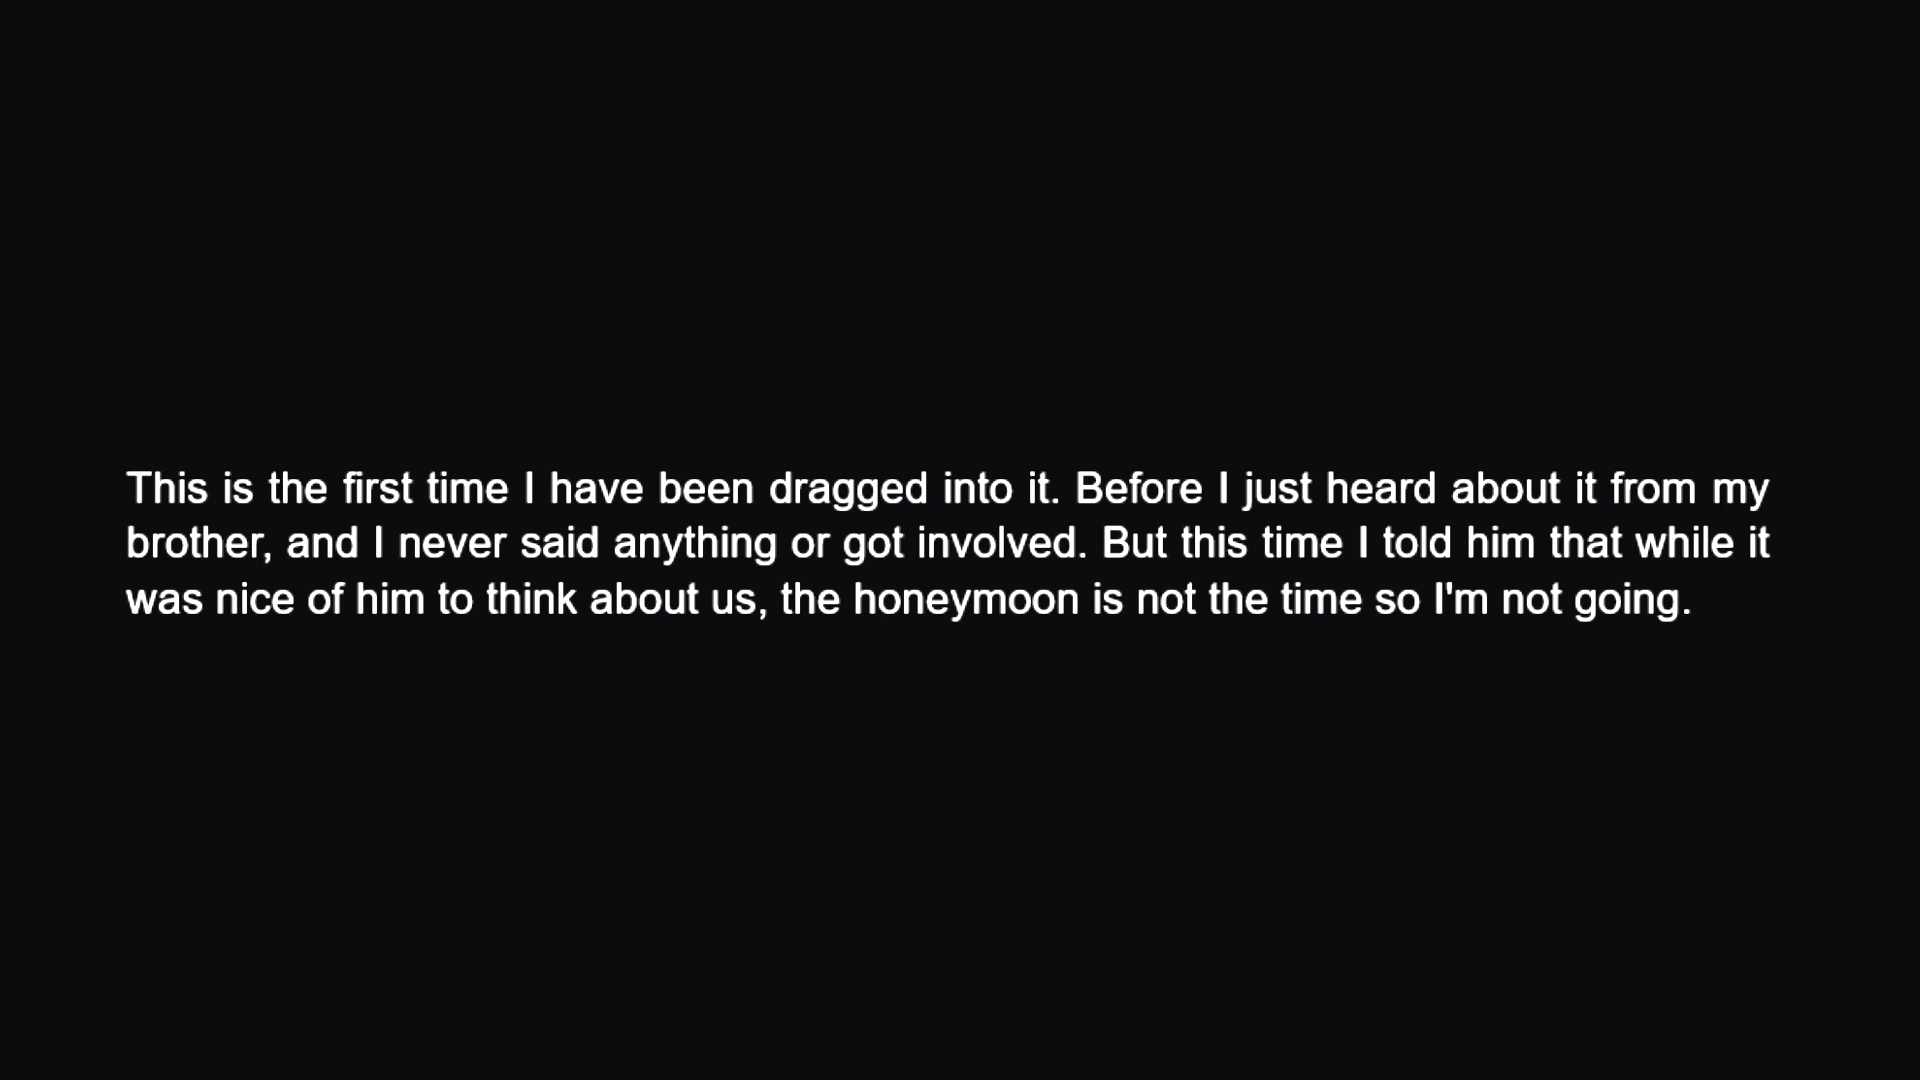 This is the first time I have been dragged into it. Before I just heard about it from my
brother, and I never said anything or got involved. But this time I told him that while it
was nice of him to think about us, the honeymoon is not the time so I'm not going.